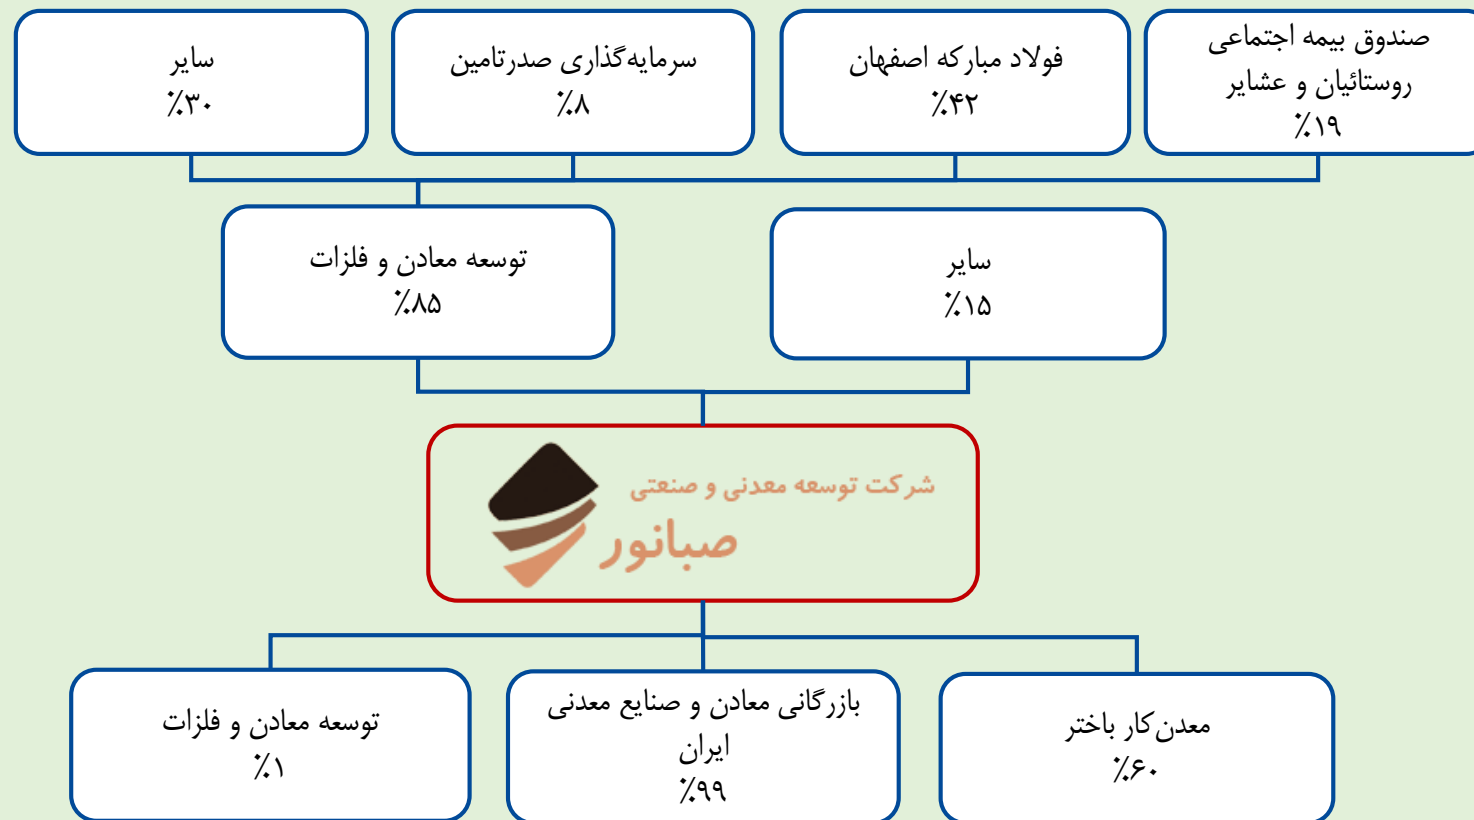 صندوق بیمه اجتماعی
روستائیان و عشایر
٪۱۹
فولاد مبارکه اصفهان
٪۴۲
سرمایه‌گذاری صدرتامین
٪۸
سایر
٪۳۰
سایر
٪۱۵
توسعه معادن و فلزات
٪۸۵
شرکت توسعه معدنی و صنعتی
صبانور
معدن‌کار باختر
٪۶۰
بازرگانی معادن و صنایع معدنی
ایران
٪۹۹
توسعه معادن و فلزات
٪۱